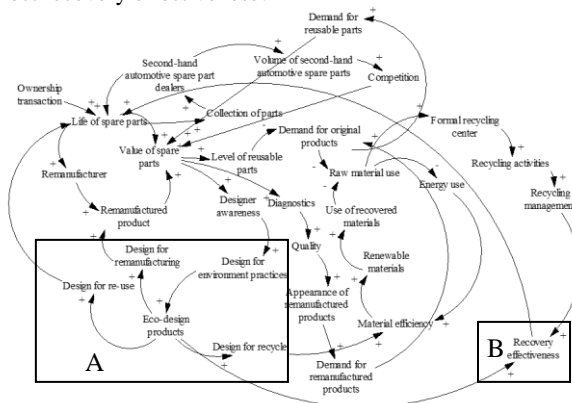 Demand for
reusable parts
Second-hand
automotive spare part
dealers
Volume of second-hand
automotive spare parts
Competition
Ownership
transaction
Life of spare parts
Collection of parts
Value of spare
parts
Level of reusable
parts
Demand for original
products
Formal recycling
center
Remanufacturer
Raw material use
Recycling activities
Energy use
Recycling
management
Remanufactured
product
Designer
awareness
Diagnostics
Use of recovered
materials
Quality
Design for
remanufacturing
Design for
environment practices
Renewable
materials
Design for re-use
Appearance of
remanufactured products
Eco-design
products
Material efficiency
A
Design for recycle
Demand for
remanufactured
products
B
Recovery
effectiveness